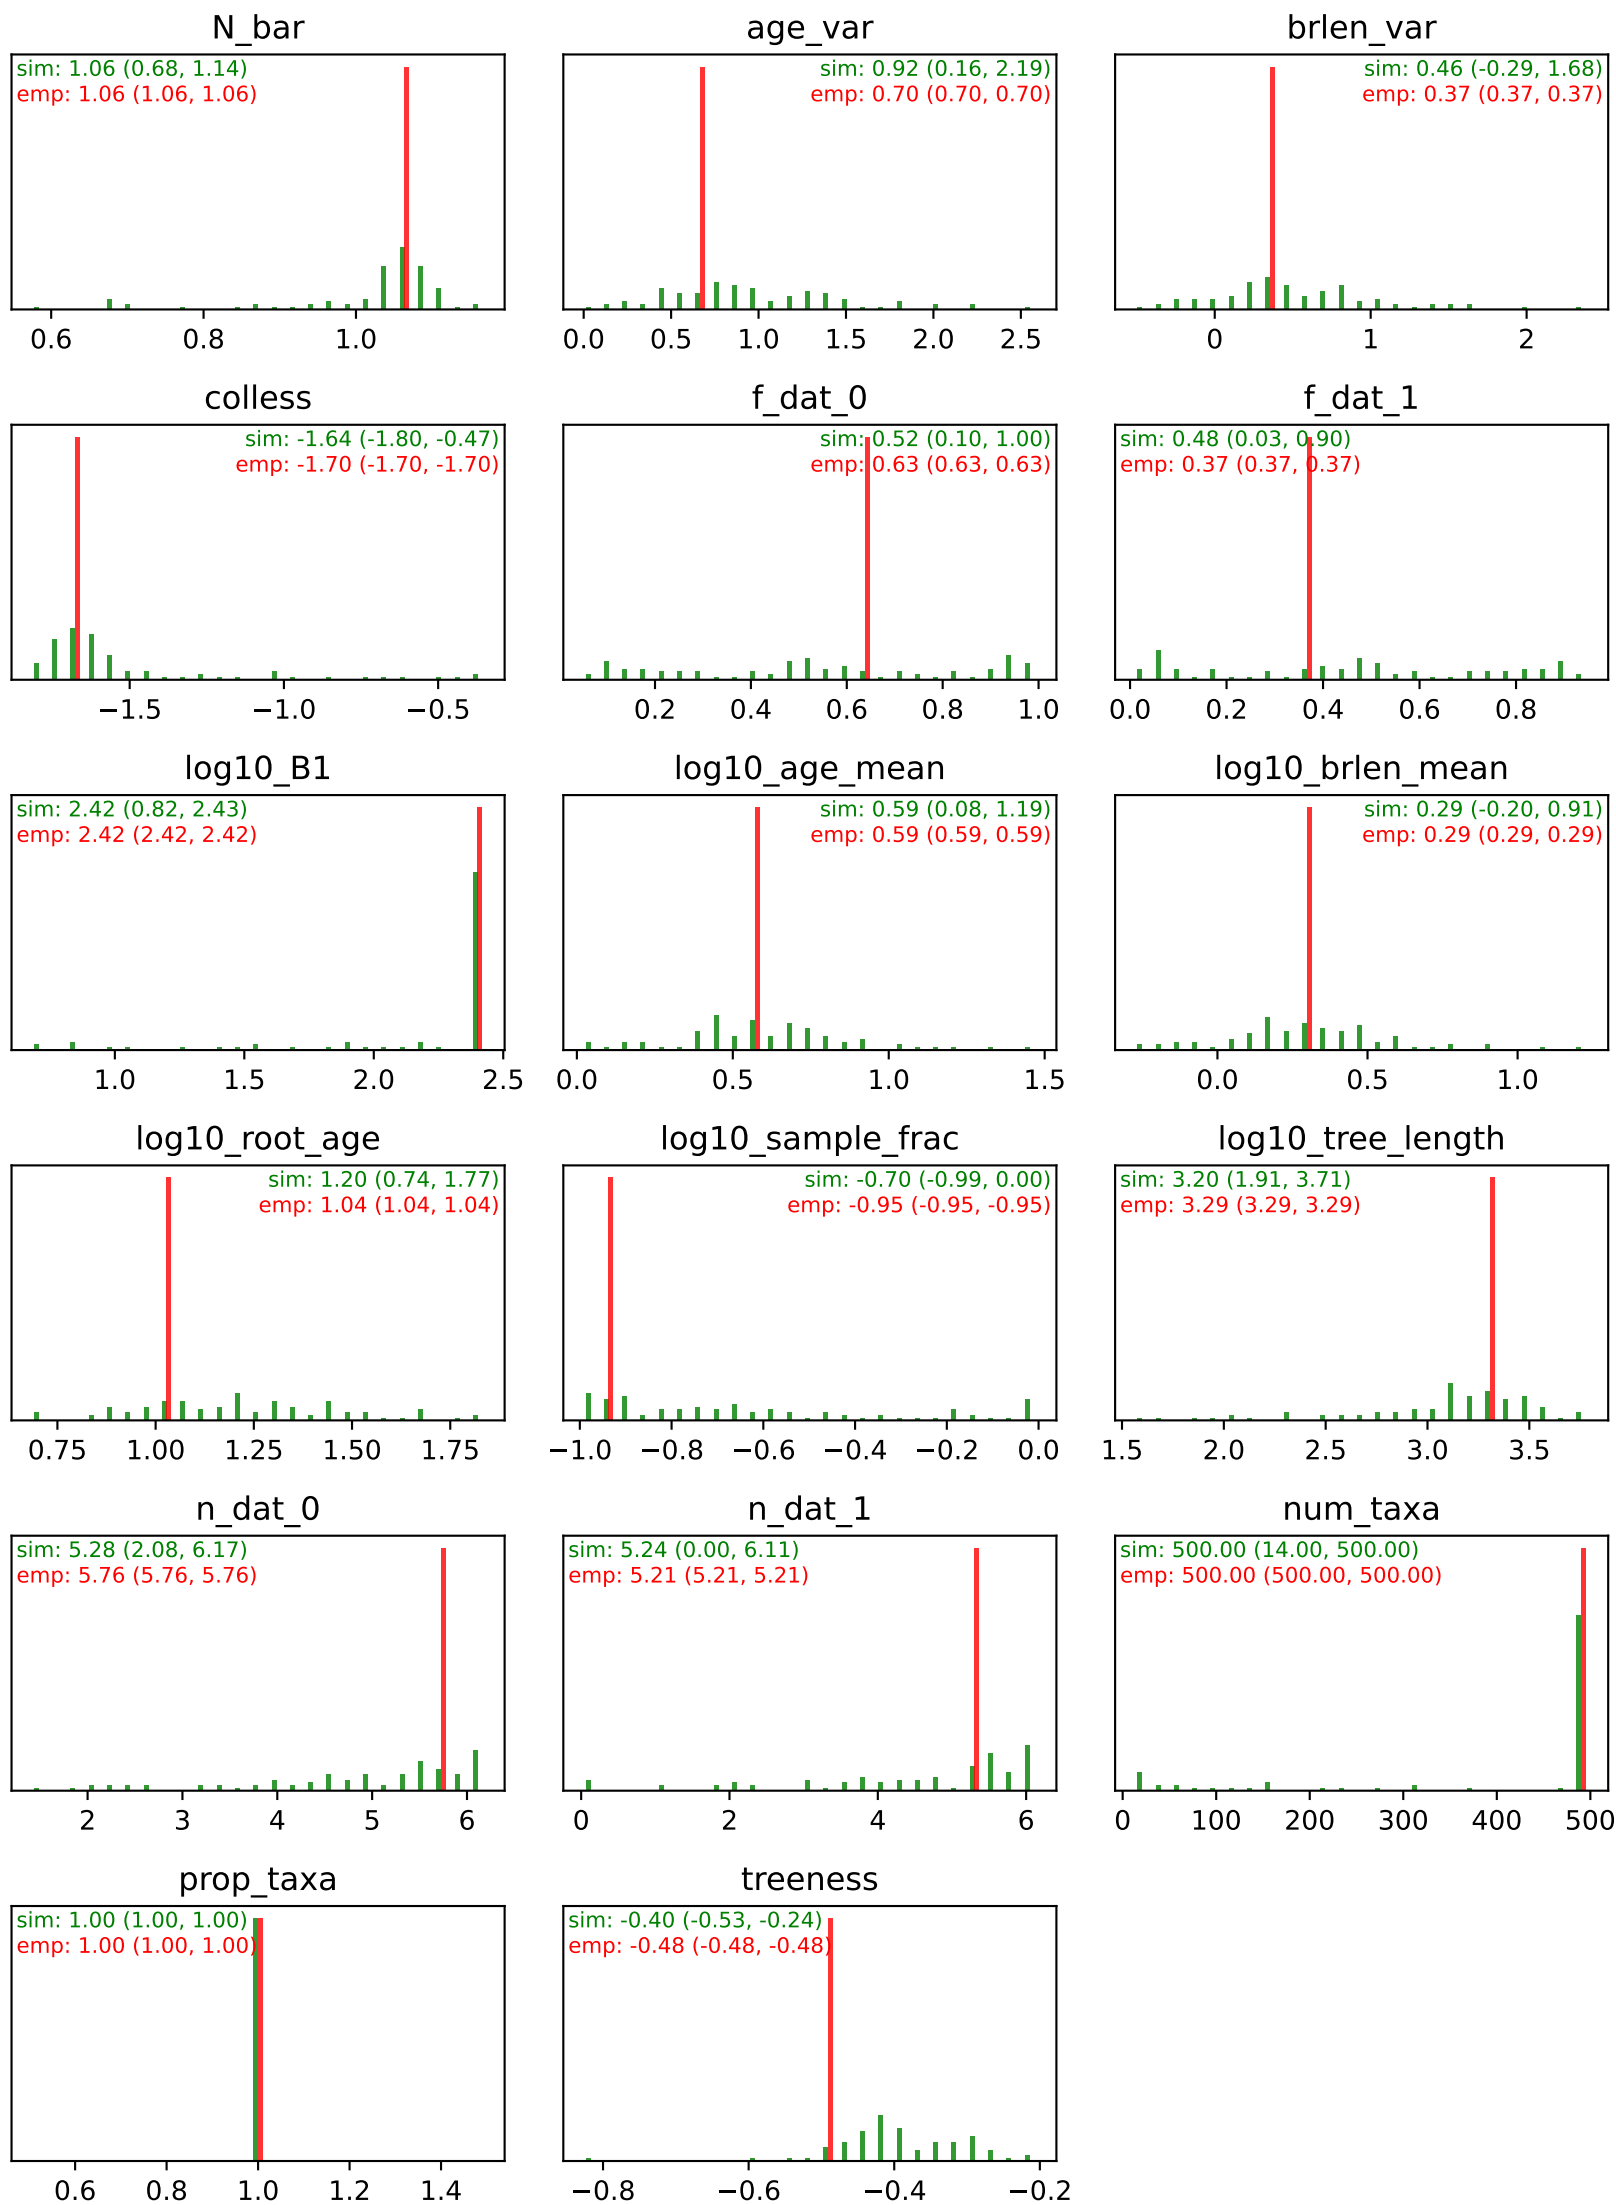 N_bar
sim: 1.06 (0.68, 1.14)
emp: 1.06 (1.06, 1.06)
0.6 0.8 1.0
age_var
sim: 0.92 (0.16, 2.19)
emp: 0.70 (0.70, 0.70)
0.0 0.5 1.0 1.5 2.0 2.5
brlen_var
sim: 0.46 (-0.29, 1.68)
emp: 0.37 (0.37, 0.37)
0 1 2
colless
sim: -1.64 (-1.80, -0.47)
emp: -1.70 (-1.70, -1.70)
−1.5 −1.0 −0.5
f_dat_0
sim: 0.52 (0.10, 1.00)
emp: 0.63 (0.63, 0.63)
0.2 0.4 0.6 0.8 1.0
f_dat_1
sim: 0.48 (0.03, 0.90)
emp: 0.37 (0.37, 0.37)
0.0 0.2 0.4 0.6 0.8
log10_B1
sim: 2.42 (0.82, 2.43)
emp: 2.42 (2.42, 2.42)
1.0 1.5 2.0 2.5
log10_age_mean
sim: 0.59 (0.08, 1.19)
emp: 0.59 (0.59, 0.59)
0.0 0.5 1.0 1.5
log10_brlen_mean
sim: 0.29 (-0.20, 0.91)
emp: 0.29 (0.29, 0.29)
0.0 0.5 1.0
log10_root_age
sim: 1.20 (0.74, 1.77)
emp: 1.04 (1.04, 1.04)
0.75 1.00 1.25 1.50 1.75
log10_sample_frac
sim: -0.70 (-0.99, 0.00)
emp: -0.95 (-0.95, -0.95)
−1.0 −0.8 −0.6 −0.4 −0.2 0.0
log10_tree_length
sim: 3.20 (1.91, 3.71)
emp: 3.29 (3.29, 3.29)
1.5 2.0 2.5 3.0 3.5
n_dat_0
sim: 5.28 (2.08, 6.17)
emp: 5.76 (5.76, 5.76)
2 3 4 5 6
n_dat_1
sim: 5.24 (0.00, 6.11)
emp: 5.21 (5.21, 5.21)
0 2 4 6
num_taxa
sim: 500.00 (14.00, 500.00)
emp: 500.00 (500.00, 500.00)
0 100 200 300 400 500
prop_taxa
sim: 1.00 (1.00, 1.00)
emp: 1.00 (1.00, 1.00)
0.6 0.8 1.0 1.2 1.4
treeness
sim: -0.40 (-0.53, -0.24)
emp: -0.48 (-0.48, -0.48)
−0.8 −0.6 −0.4 −0.2